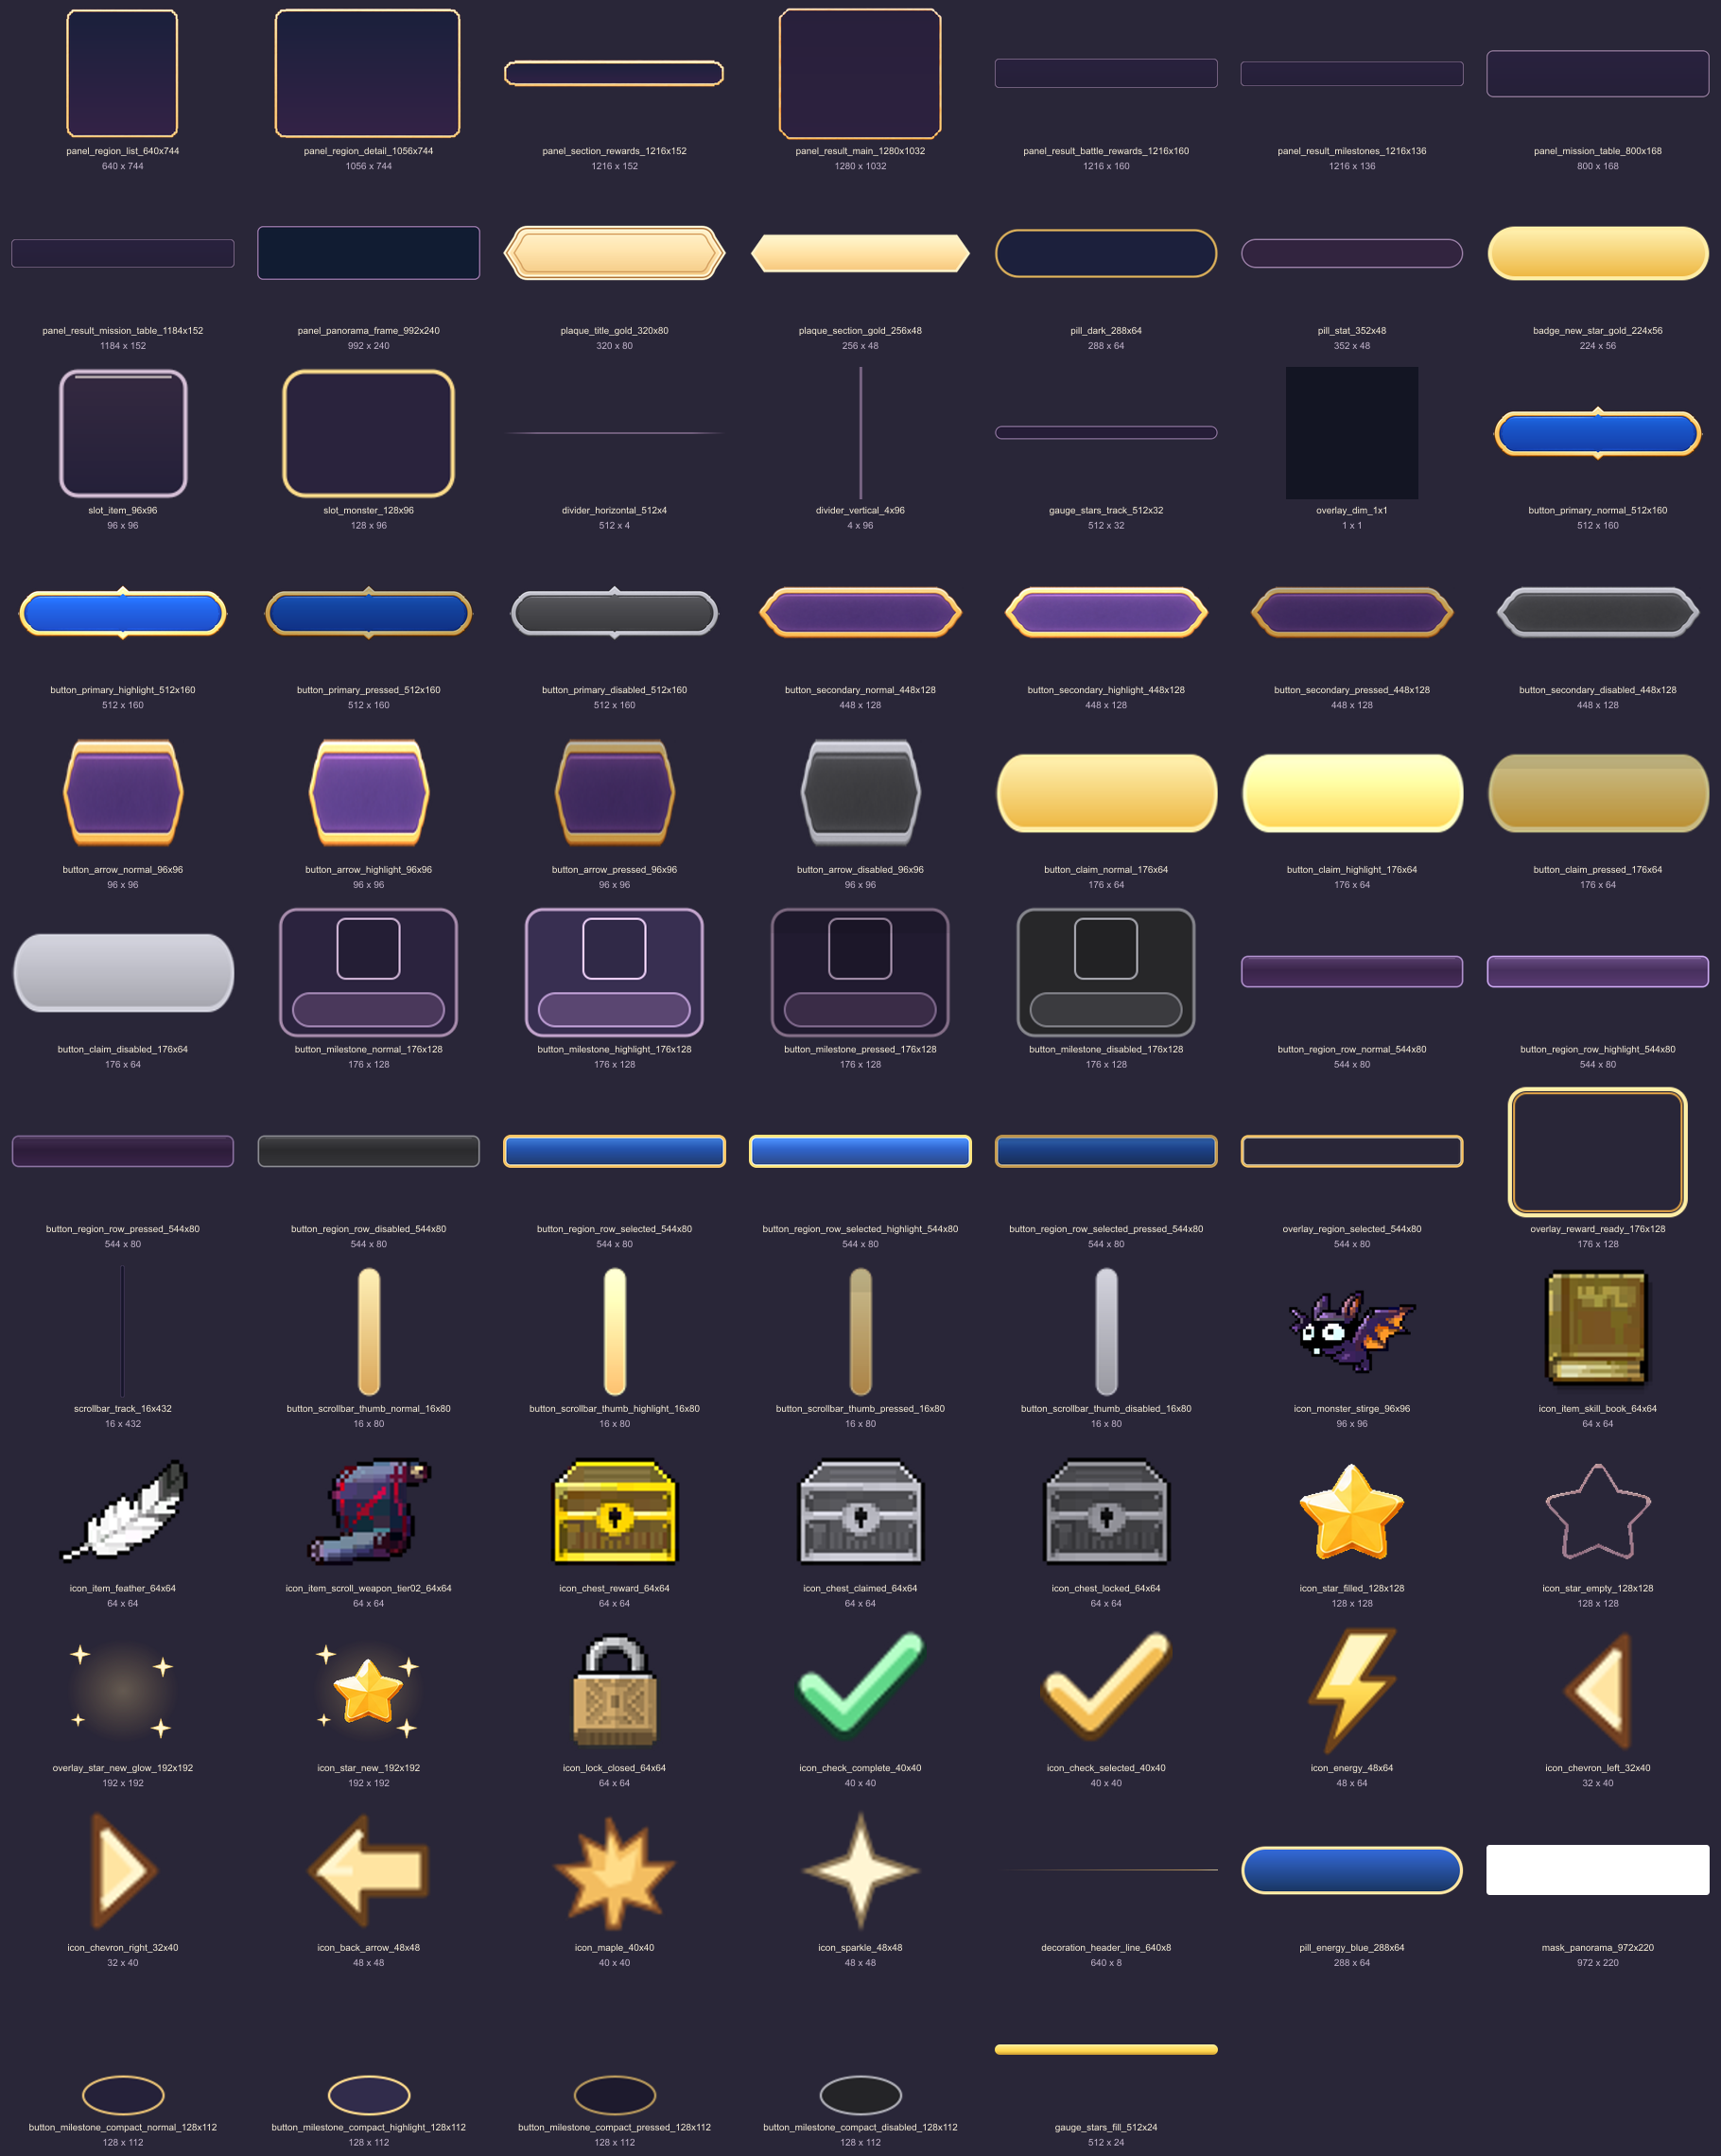 panel_region_list_640x744
640 x 744
panel_region_detail_1056x744
1056 x 744
panel_section_rewards_1216x152
1216 x 152
panel_result_main_1280x1032
1280 x 1032
panel_result_battle_rewards_1216x160
1216 x 160
panel_result_milestones_1216x136
1216 x 136
panel_mission_table_800x168
800 x 168
panel_result_mission_table_1184x152
1184 x 152
panel_panorama_frame_992x240
992 x 240
plaque_title_gold_320x80
320 x 80
plaque_section_gold_256x48
256 x 48
pill_dark_288x64
288 x 64
pill_stat_352x48
352 x 48
badge_new_star_gold_224x56
224 x 56
slot_item_96x96
96 x 96
slot_monster_128x96
128 x 96
divider_horizontal_512x4
512 x 4
divider_vertical_4x96
4 x 96
gauge_stars_track_512x32
512 x 32
overlay_dim_1x1
1 x 1
button_primary_normal_512x160
512 x 160
button_primary_highlight_512x160
512 x 160
button_primary_pressed_512x160
512 x 160
button_primary_disabled_512x160
512 x 160
button_secondary_normal_448x128
448 x 128
button_secondary_highlight_448x128
448 x 128
button_secondary_pressed_448x128
448 x 128
button_secondary_disabled_448x128
448 x 128
button_arrow_normal_96x96
96 x 96
button_arrow_highlight_96x96
96 x 96
button_arrow_pressed_96x96
96 x 96
button_arrow_disabled_96x96
96 x 96
button_claim_normal_176x64
176 x 64
button_claim_highlight_176x64
176 x 64
button_claim_pressed_176x64
176 x 64
button_claim_disabled_176x64
176 x 64
button_milestone_normal_176x128
176 x 128
button_milestone_highlight_176x128
176 x 128
button_milestone_pressed_176x128
176 x 128
button_milestone_disabled_176x128
176 x 128
button_region_row_normal_544x80
544 x 80
button_region_row_highlight_544x80
544 x 80
button_region_row_pressed_544x80
544 x 80
button_region_row_disabled_544x80
544 x 80
button_region_row_selected_544x80
544 x 80
button_region_row_selected_highlight_544x80
544 x 80
button_region_row_selected_pressed_544x80
544 x 80
overlay_region_selected_544x80
544 x 80
overlay_reward_ready_176x128
176 x 128
scrollbar_track_16x432
16 x 432
button_scrollbar_thumb_normal_16x80
16 x 80
button_scrollbar_thumb_highlight_16x80
16 x 80
button_scrollbar_thumb_pressed_16x80
16 x 80
button_scrollbar_thumb_disabled_16x80
16 x 80
icon_monster_stirge_96x96
96 x 96
icon_item_skill_book_64x64
64 x 64
icon_item_feather_64x64
64 x 64
icon_item_scroll_weapon_tier02_64x64
64 x 64
icon_chest_reward_64x64
64 x 64
icon_chest_claimed_64x64
64 x 64
icon_chest_locked_64x64
64 x 64
icon_star_filled_128x128
128 x 128
icon_star_empty_128x128
128 x 128
overlay_star_new_glow_192x192
192 x 192
icon_star_new_192x192
192 x 192
icon_lock_closed_64x64
64 x 64
icon_check_complete_40x40
40 x 40
icon_check_selected_40x40
40 x 40
icon_energy_48x64
48 x 64
icon_chevron_left_32x40
32 x 40
icon_chevron_right_32x40
32 x 40
icon_back_arrow_48x48
48 x 48
icon_maple_40x40
40 x 40
icon_sparkle_48x48
48 x 48
decoration_header_line_640x8
640 x 8
pill_energy_blue_288x64
288 x 64
mask_panorama_972x220
972 x 220
button_milestone_compact_normal_128x112
128 x 112
button_milestone_compact_highlight_128x112
128 x 112
button_milestone_compact_pressed_128x112
128 x 112
button_milestone_compact_disabled_128x112
128 x 112
gauge_stars_fill_512x24
512 x 24